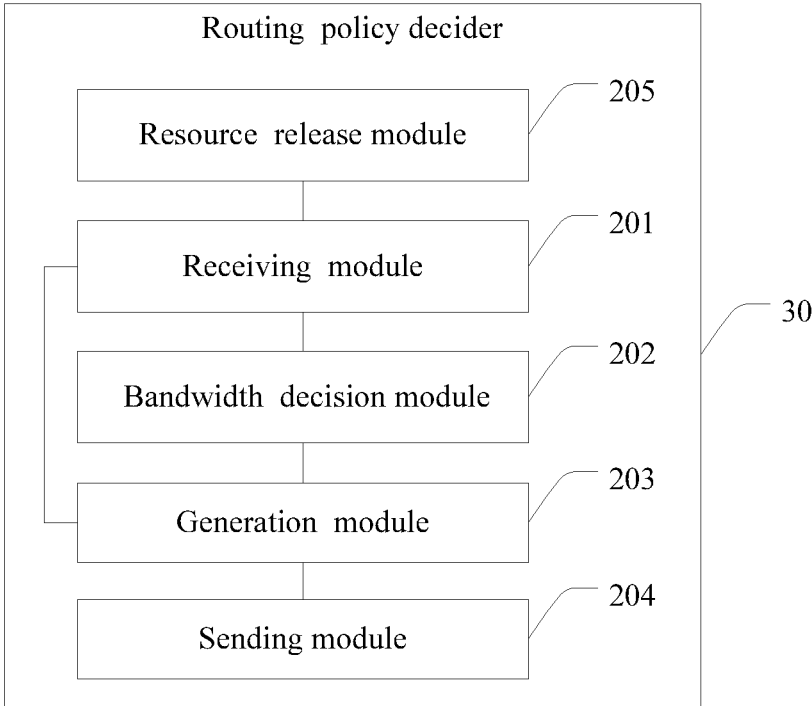 Routing policy decider
205
Resource release module
201
Receiving module
30
202
Bandwidth decision module
203
Generation module
204
Sending module